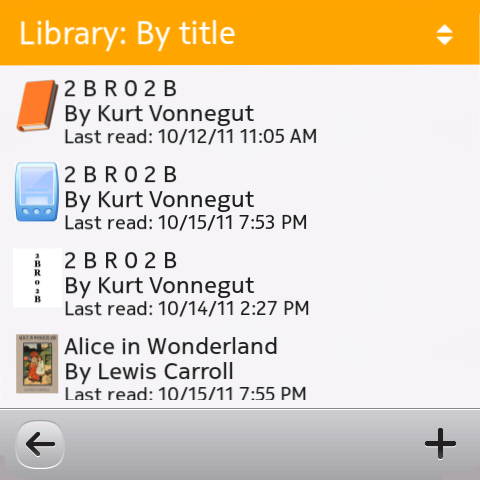 Library: By title
2 B R 0 2 B
By Kurt Vonnegut
Last read: 10/12/11 11:05 AM
2 B R 0 2 B
By Kurt Vonnegut
Last read: 10/15/11 7:53 PM
2 B R 0 2 B
By Kurt Vonnegut
Last read: 10/14/11 2:27 PM
2
B
R
0
2
B
ALICE IN WONDERLAND
Alice in Wonderland
By Lewis Carroll
Last read: 10/15/11 7:55 PM